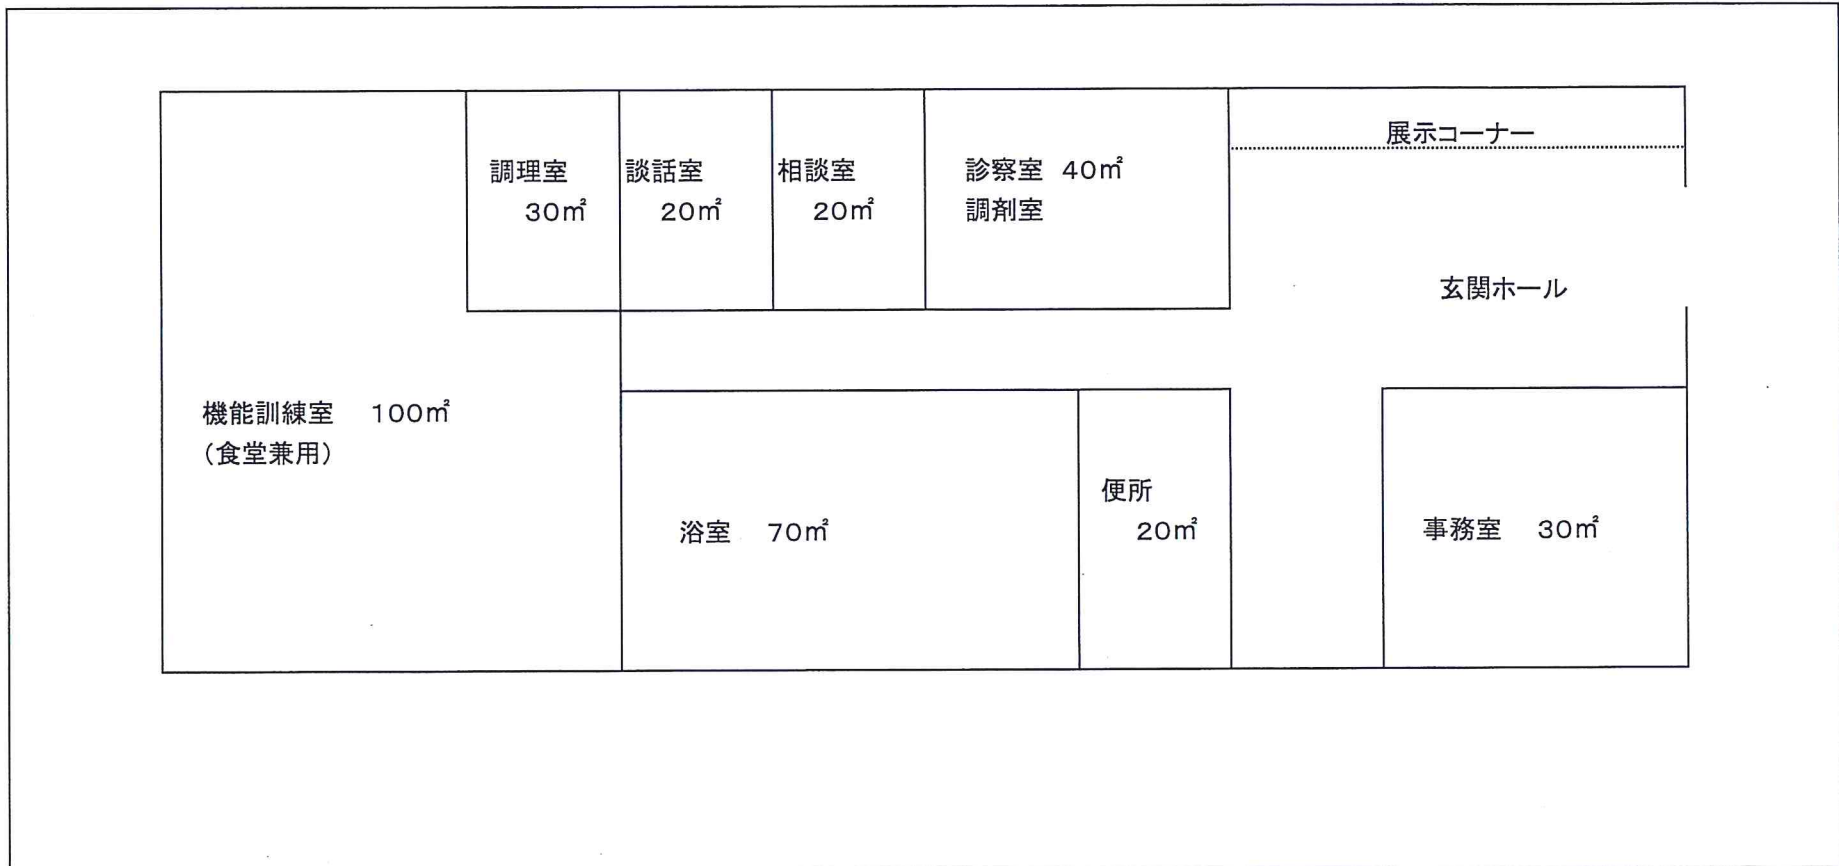 展示コーナー
調理室
30㎡
談話室
20㎡
相談室
20㎡
診察室 40㎡
調剤室
玄関ホール
機能訓練室 100㎡
(食堂兼用)
浴室 70㎡
便所
20㎡
事務室 30㎡